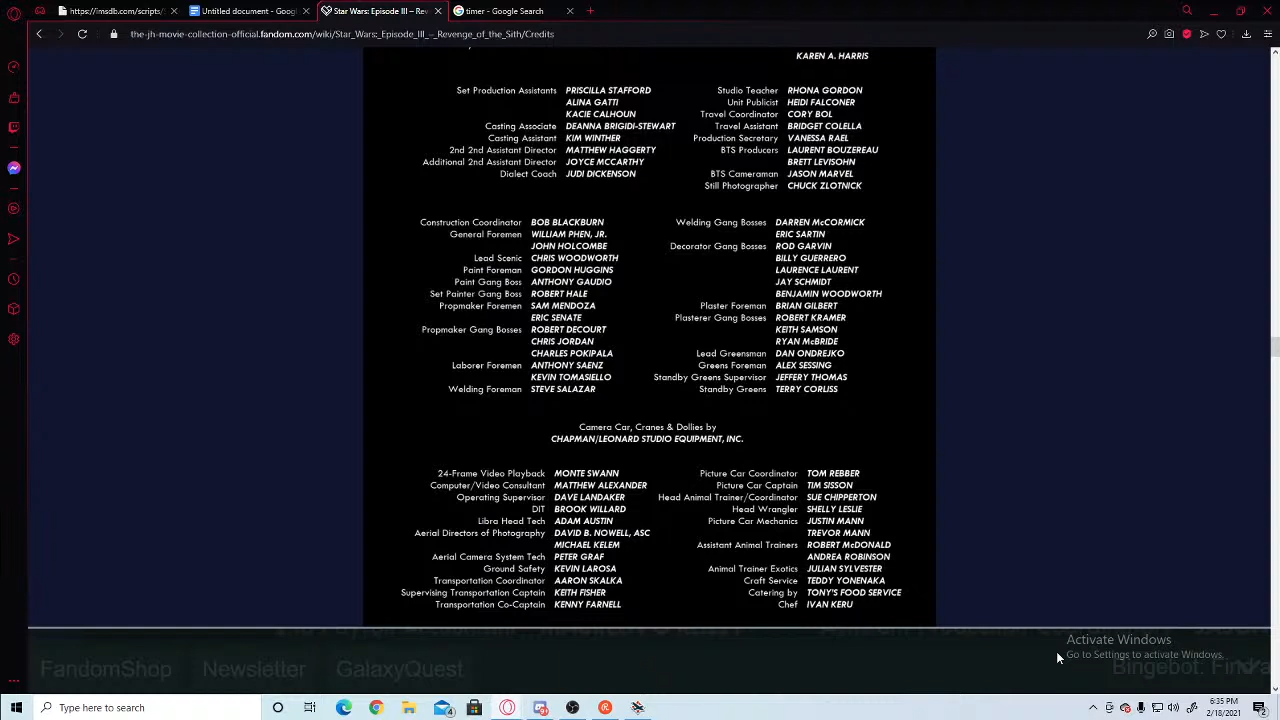 https://imsdb.com/scripts/S
Untitled document - Googl
Star Wars: Episode III – Rev
timer - Google Search
the-jh-movie-collection-official.fandom.com/wiki/Star_Wars:_Episode_III_–_Revenge_of_the_Sith/Credits
KAREN A. HARRIS
Set Production Assistants PRISCILLA STAFFORD
ALINA GATTI
KACIE CALHOUN
Casting Associate DEANNA BRIGIDI-STEWART
Casting Assistant KIM WINTHER
2nd 2nd Assistant Director MATTHEW HAGGERTY
Additional 2nd Assistant Director JOYCE MCCARTHY
Dialect Coach JUDI DICKENSON
Studio Teacher RHONA GORDON
Unit Publicist HEIDI FALCONER
Travel Coordinator CORY BOL
Travel Assistant BRIDGET COLELLA
Production Secretary VANESSA RAEL
BTS Producers LAURENT BOUZEREAU
BRETT LEVISOHN
BTS Cameraman JASON MARVEL
Still Photographer CHUCK ZLOTNICK
Construction Coordinator BOB BLACKBURN
General Foremen WILLIAM PHEN, JR.
JOHN HOLCOMBE
Lead Scenic CHRIS WOODWORTH
Paint Foreman GORDON HUGGINS
Paint Gang Boss ANTHONY GAUDIO
Set Painter Gang Boss ROBERT HALE
Propmaker Foremen SAM MENDOZA
ERIC SENATE
Propmaker Gang Bosses ROBERT DECOURT
CHRIS JORDAN
CHARLES POKIPALA
Laborer Foremen ANTHONY SAENZ
KEVIN TOMASIELLO
Welding Foreman STEVE SALAZAR
Welding Gang Bosses DARREN McCORMICK
ERIC SARTIN
Decorator Gang Bosses ROD GARVIN
BILLY GUERRERO
LAURENCE LAURENT
JAY SCHMIDT
BENJAMIN WOODWORTH
Plaster Foreman BRIAN GILBERT
Plasterer Gang Bosses ROBERT KRAMER
KEITH SAMSON
RYAN McBRIDE
Lead Greensman DAN ONDREJKO
Greens Foreman ALEX SESSING
Standby Greens Supervisor JEFFERY THOMAS
Standby Greens TERRY CORLISS
Camera Car, Cranes & Dollies by
CHAPMAN/LEONARD STUDIO EQUIPMENT, INC.
24-Frame Video Playback MONTE SWANN
Computer/Video Consultant MATTHEW ALEXANDER
Operating Supervisor DAVE LANDAKER
DIT BROOK WILLARD
Libra Head Tech ADAM AUSTIN
Aerial Directors of Photography DAVID B. NOWELL, ASC
MICHAEL KELEM
Aerial Camera System Tech PETER GRAF
Ground Safety KEVIN LAROSA
Transportation Coordinator AARON SKALKA
Supervising Transportation Captain KEITH FISHER
Transportation Co-Captain KENNY FARNELL
Picture Car Coordinator TOM REBBER
Picture Car Captain TIM SISSON
Head Animal Trainer/Coordinator SUE CHIPPERTON
Head Wrangler SHELLY LESLIE
Picture Car Mechanics JUSTIN MANN
TREVOR MANN
Assistant Animal Trainers ROBERT McDONALD
ANDREA ROBINSON
Animal Trainer Exotics JULIAN SYLVESTER
Craft Service TEDDY YONENAKA
Catering by TONY'S FOOD SERVICE
Chef IVAN KERU
Activate Windows
Go to Settings to activate Windows.
FandomShop Newsletter GalaxyQuest Bingebot: Find a
Type here to search
6:35 PM
2/18/2021